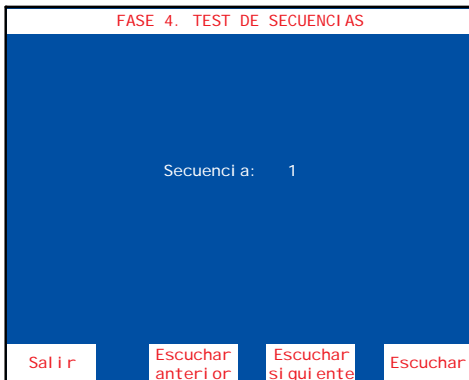 FASE 4. TEST DE SECUENCIAS
Secuencia: 1
Salir
Escuchar
anterior
Escuchar
siguiente
Escuchar